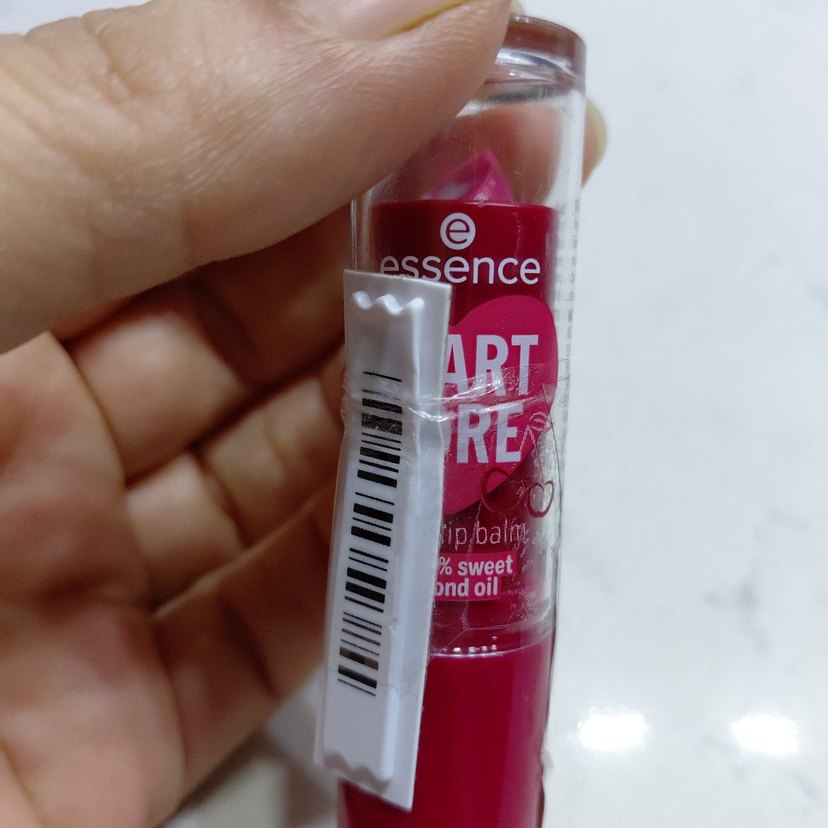 e
essence
ART
RE
lip balm
% sweet
ond oil